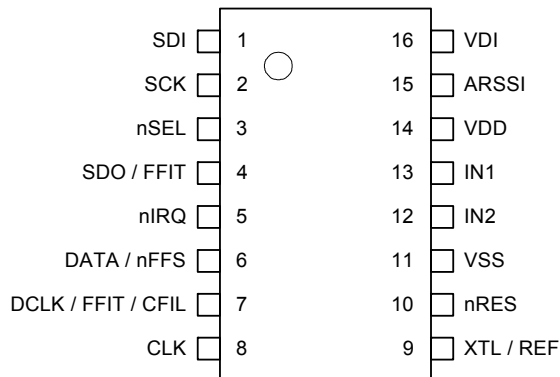 SDI 1 16 VDI
SCK 2 15 ARSSI
nSEL 3 14 VDD
SDO / FFIT 4 13 IN1
nIRQ 5 12 IN2
DATA / nFFS 6 11 VSS
DCLK / FFIT / CFIL 7 10 nRES
CLK 8 9 XTL / REF